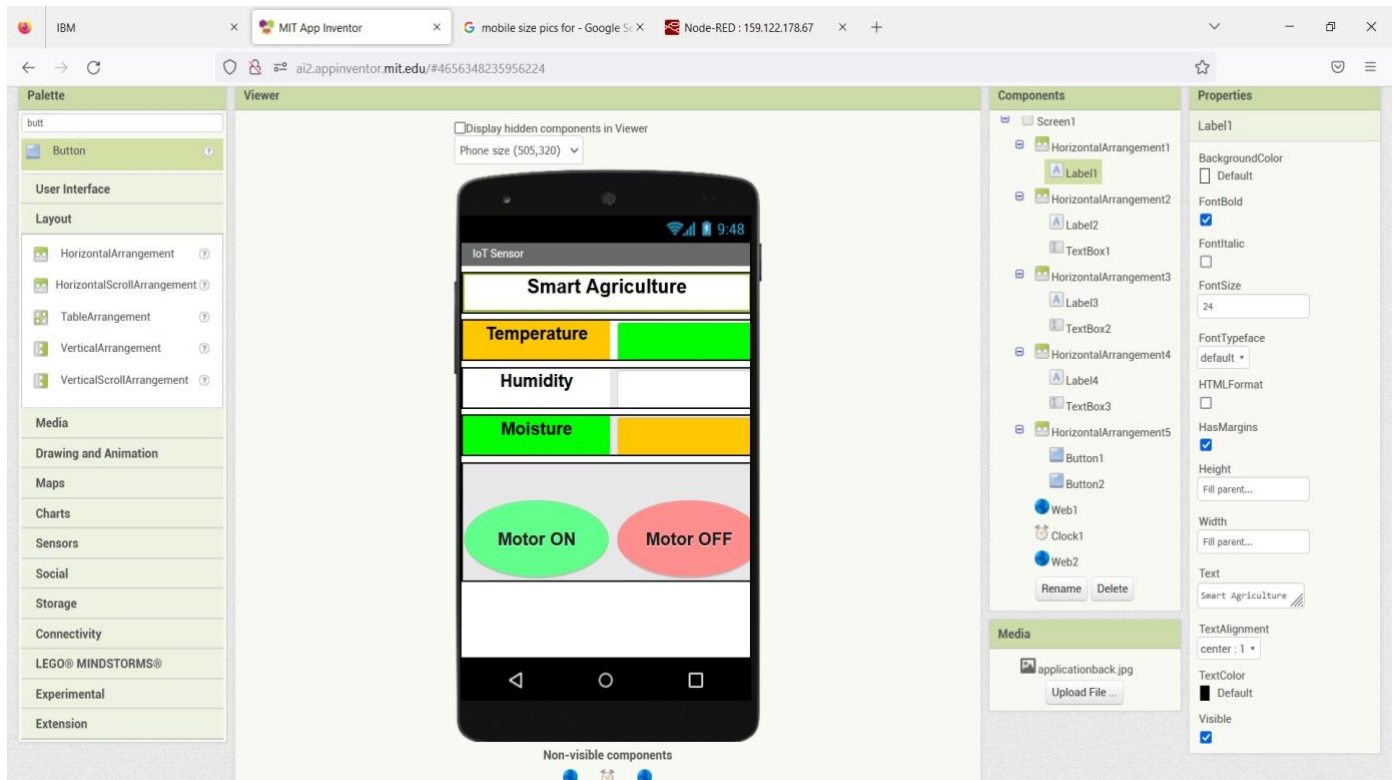 IBM
MIT App Inventor
mobile size pics for - Google Se
Node-RED : 159.122.178.67
ai2.appinventor.mit.edu/#4656348235956224
Palette
butt
Button
User Interface
Layout
HorizontalArrangement
HorizontalScrollArrangement
TableArrangement
VerticalArrangement
VerticalScrollArrangement
Media
Drawing and Animation
Maps
Charts
Sensors
Social
Storage
Connectivity
LEGO® MINDSTORMS®
Experimental
Extension
Viewer
Display hidden components in Viewer
Phone size (505,320)
9:48
IoT Sensor
Smart Agriculture
Temperature
Humidity
Moisture
Motor ON
Motor OFF
Non-visible components
Components
Screen1
HorizontalArrangement1
Label1
HorizontalArrangement2
Label2
TextBox1
HorizontalArrangement3
Label3
TextBox2
HorizontalArrangement4
Label4
TextBox3
HorizontalArrangement5
Button1
Button2
Web1
Clock1
Web2
Rename Delete
Media
applicationback.jpg
Upload File ...
Properties
Label1
BackgroundColor
Default
FontBold
FontItalic
FontSize
24
FontTypeface
default
HTMLFormat
HasMargins
Height
Fill parent...
Width
Fill parent...
Text
Smart Agriculture
TextAlignment
center : 1
TextColor
Default
Visible